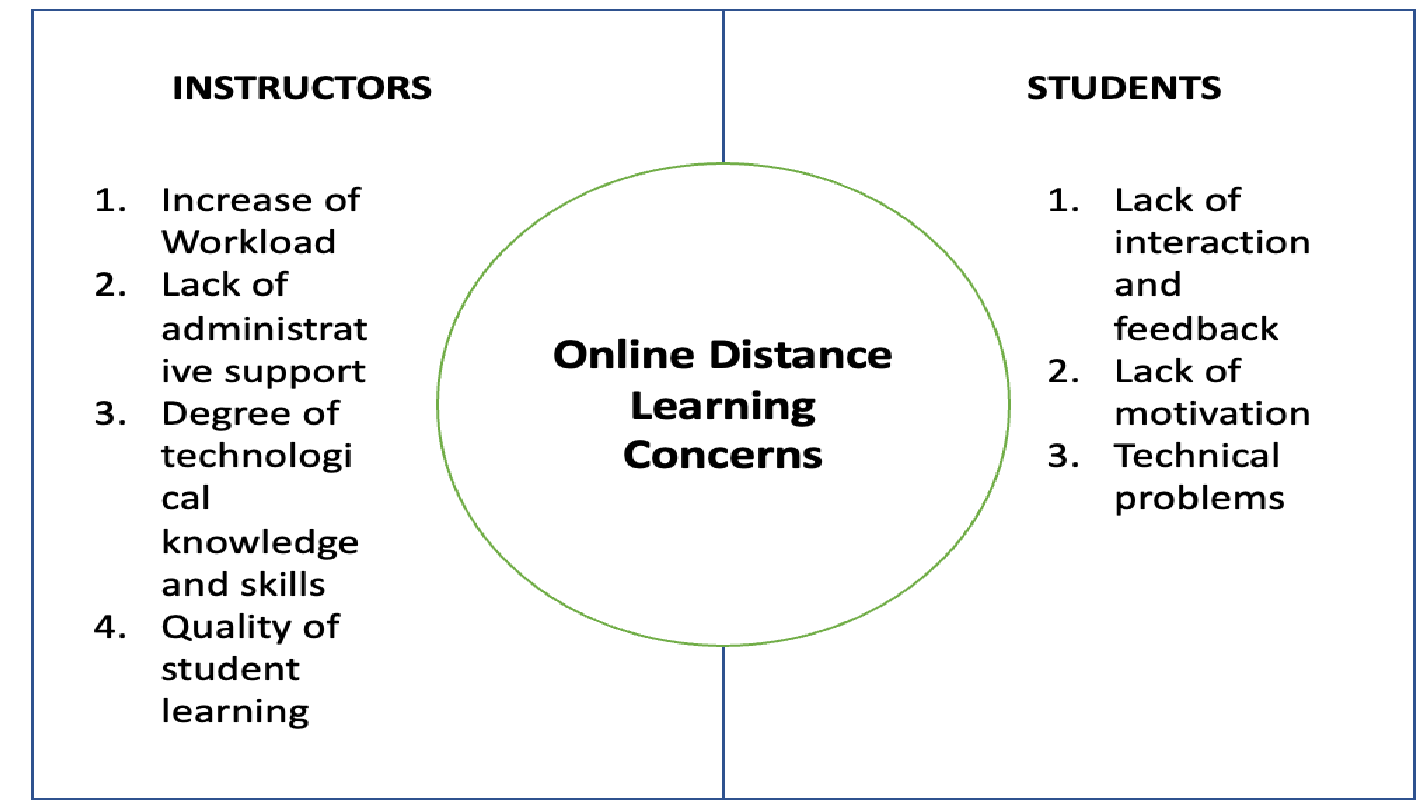 INSTRUCTORS
1. Increase of
Workload
2. Lack of
administrat
ive support
3. Degree of
technologi
cal
knowledge
and skills
4. Quality of
student
learning
Online Distance
Learning
Concerns
STUDENTS
1. Lack of
interaction
and
feedback
2. Lack of
motivation
3. Technical
problems